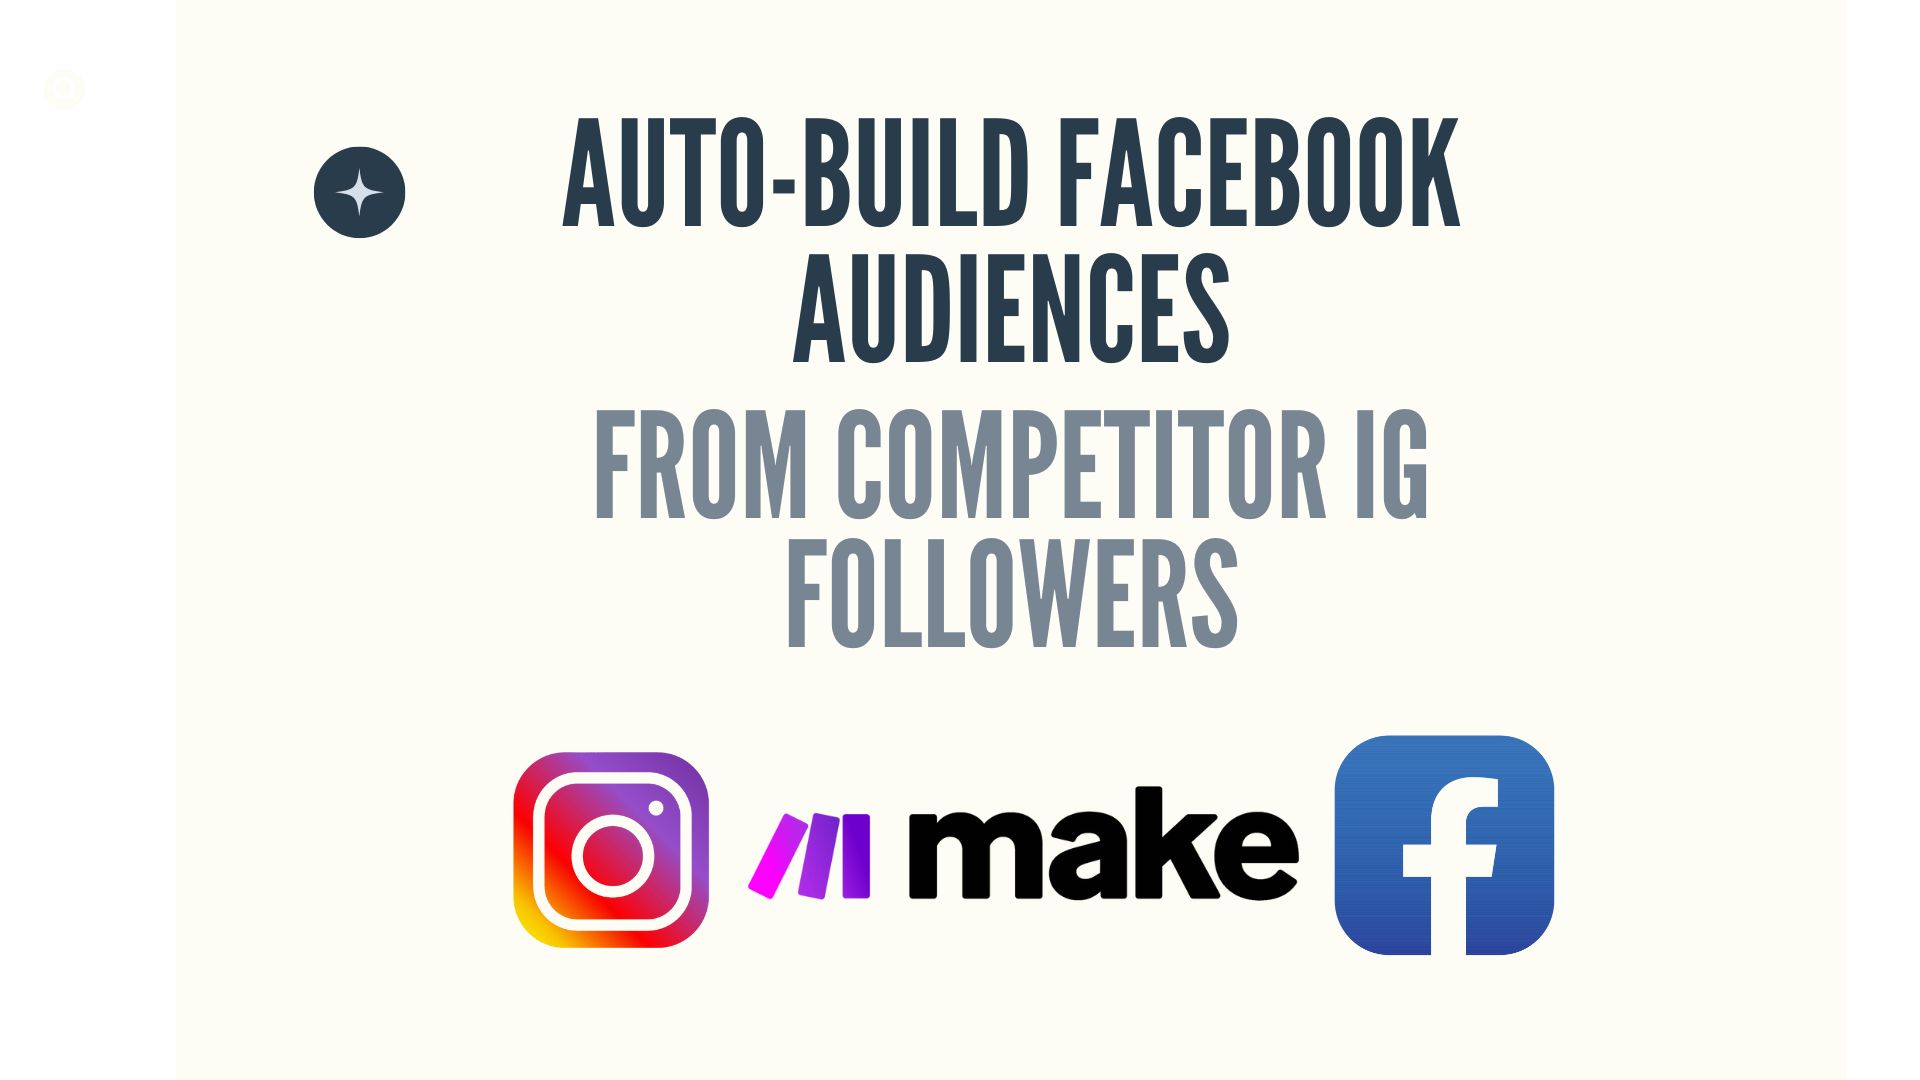 AUTO-BUILD FACEBOOK
AUDIENCES
FROM COMPETITOR IG
FOLLOWERS
make